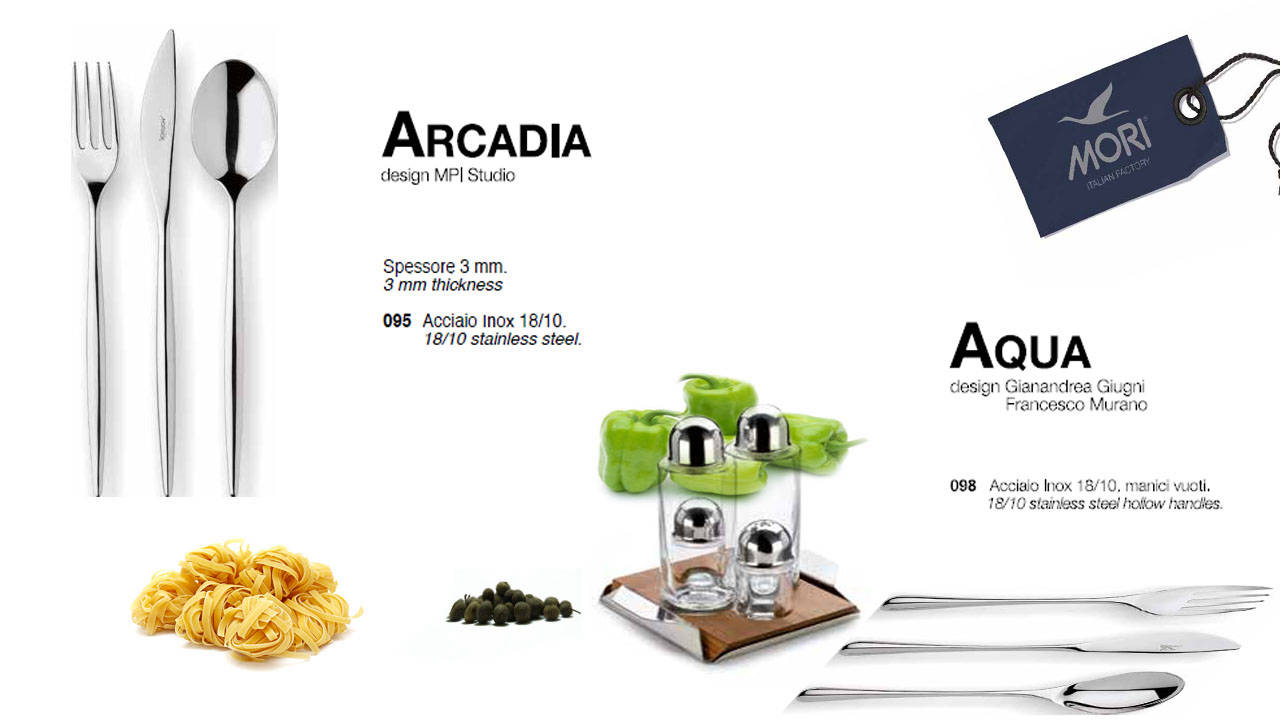 ARCADIA
design MPI Studio
Spessore 3 mm.
3 mm thickness
095 Acciaio Inox 18/10.
18/10 stainless steel.
MORI
ITALIAN FACTORY
AQUA
design Gianandrea Giugni
Francesco Murano
098 Acciaio Inox 18/10, manici vuoti.
18/10 stainless steel hollow handles.